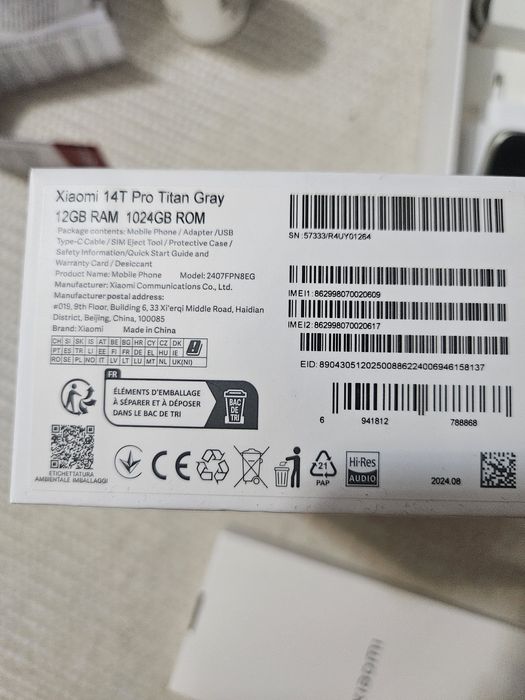 Xiaomi 14T Pro Titan Gray
12GB RAM 1024GB ROM
Package contents: Mobile Phone / Adapter /USB
Type-C Cable / SIM Eject Tool / Protective Case /
Safety Information/Quick Start Guide and
Warranty Card / Desiccant
Product Name: Mobile Phone Model: 2407FPN8EG
Manufacturer: Xiaomi Communications Co., Ltd.
Manufacturer postal address:
#019, 9th Floor, Building 6, 33 Xi'erqi Middle Road, Haidian
District, Beijing, China, 100085
Brand: Xiaomi Made in China
CH SI SK IS AT BE BG HR CY CZ DK
PT ES TR LI EE FI FR DE EL HU IE
RO SE PL NO IT LV LT LU MT NL UK(NI)
SN:57333/R4UY01264
IMEI1: 862998070020609
IMEI2: 862998070020617
EID: 89043051202500886224006946158137
6 941812 788868
FR
ÉLÉMENTS D'EMBALLAGE
À SÉPARER ET À DÉPOSER
DANS LE BAC DE TRI
BAC
DE
TRI
ETICHETTATURA
AMBIENTALE IMBALLAGGI
CE
21
PAP
Hi-Res
AUDIO
2024.08
xiaomi